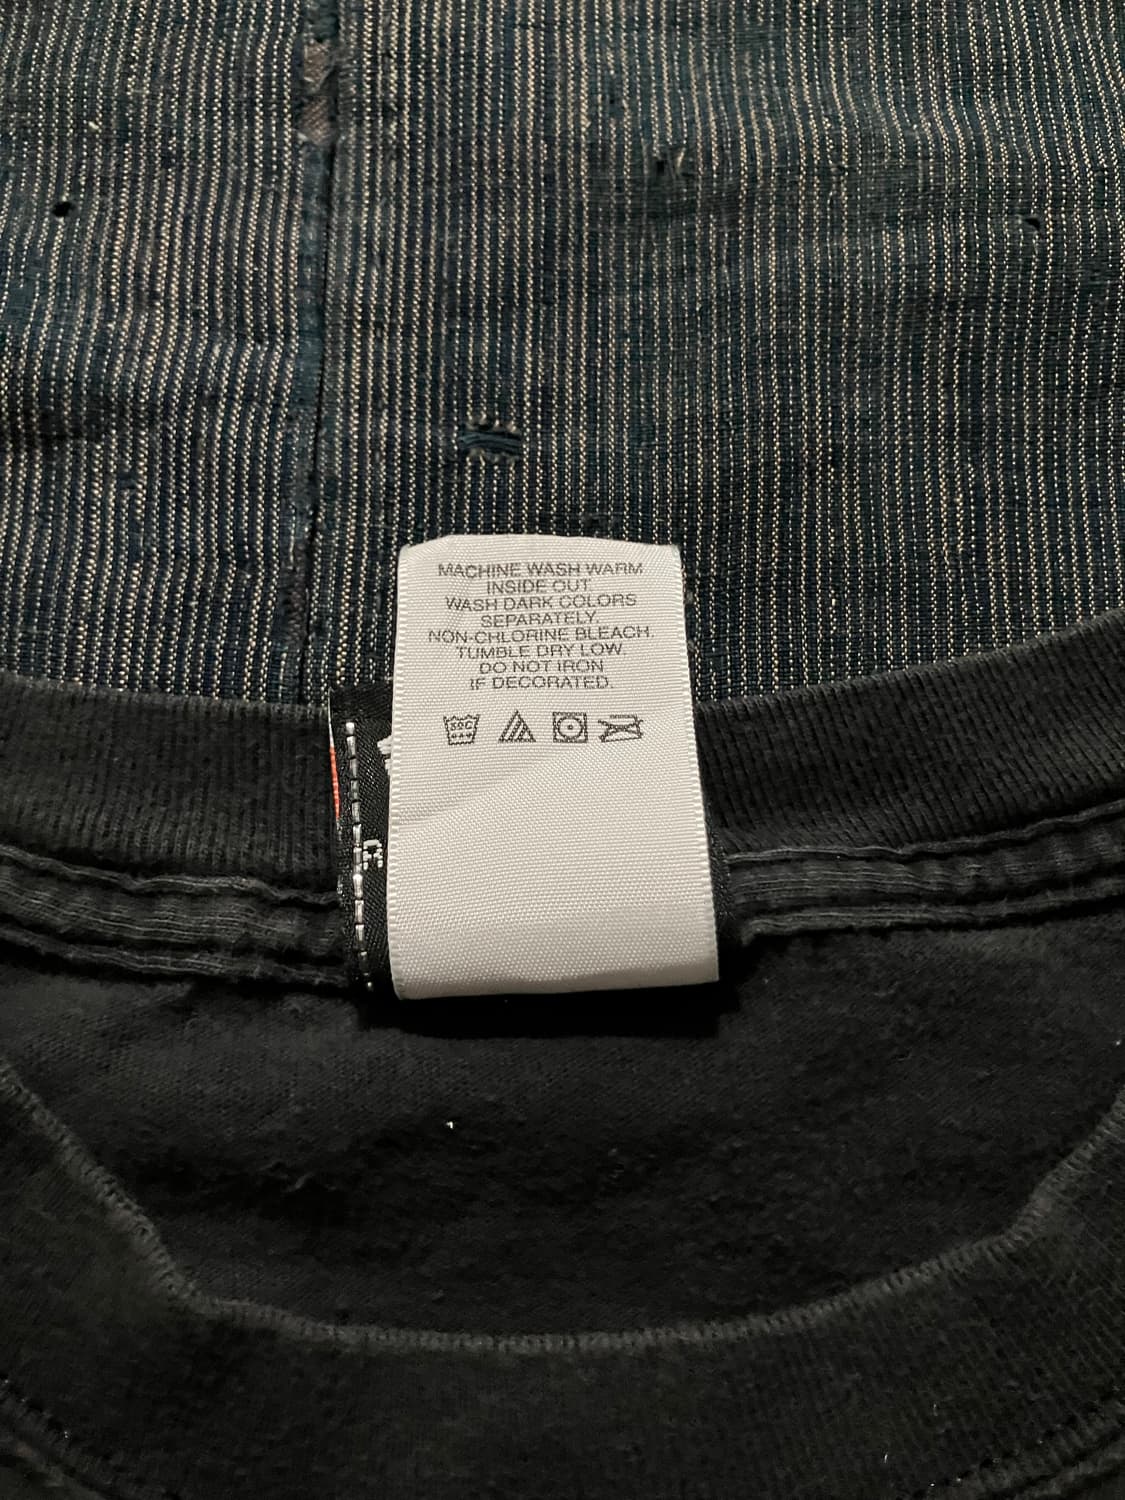 MACHINE WASH WARM
INSIDE OUT
WASH DARK COLORS
SEPARATELY.
NON-CHLORINE BLEACH.
TUMBLE DRY LOW
DO NOT IRON
IF DECORATED.